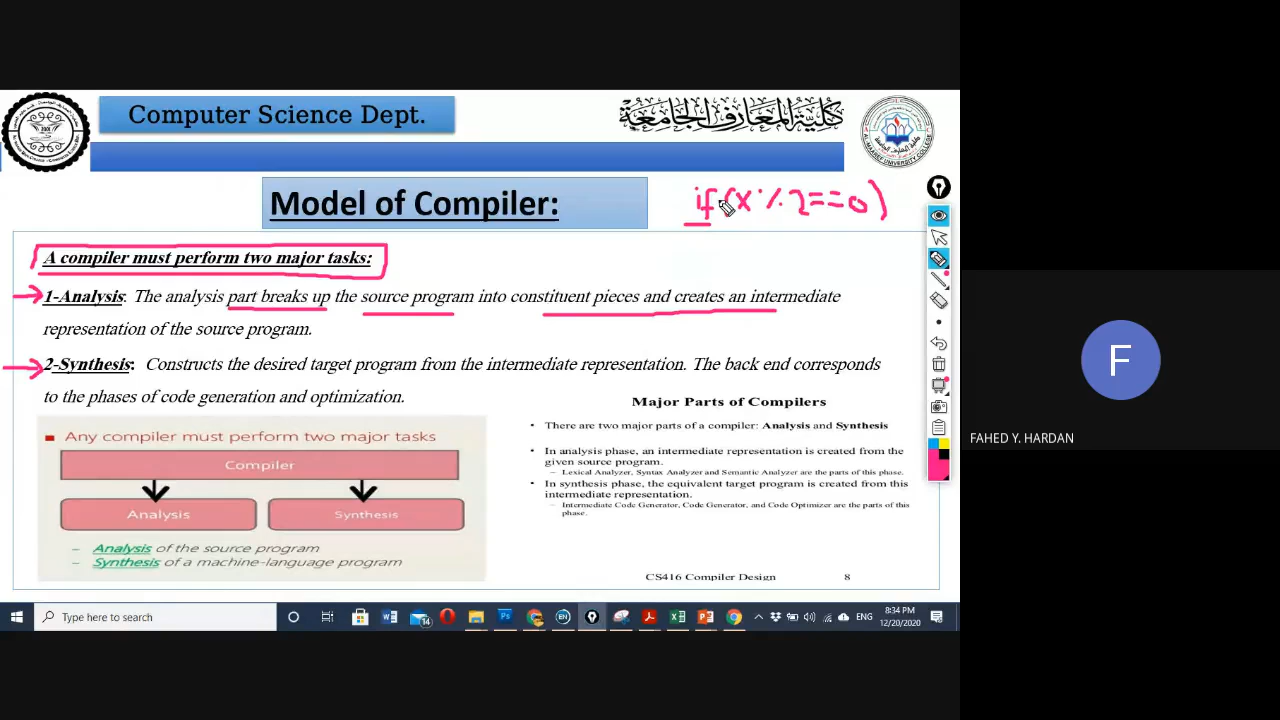 Computer Science Dept.
كلية المعارف الجامعة
Model of Compiler:
if(x%2==0)
A compiler must perform two major tasks:
1-Analysis: The analysis part breaks up the source program into constituent pieces and creates an intermediate
representation of the source program.
2-Synthesis: Constructs the desired target program from the intermediate representation. The back end corresponds
to the phases of code generation and optimization.
Any compiler must perform two major tasks
Compiler
Analysis
Synthesis
– Analysis of the source program
– Synthesis of a machine-language program
Major Parts of Compilers
• There are two major parts of a compiler: Analysis and Synthesis
• In analysis phase, an intermediate representation is created from the
given source program.
– Lexical Analyzer, Syntax Analyzer and Semantic Analyzer are the parts of this phase.
• In synthesis phase, the equivalent target program is created from this
intermediate representation.
– Intermediate Code Generator, Code Generator, and Code Optimizer are the parts of this
phase.
CS416 Compiler Design 8
F
FAHED Y. HARDAN
Type here to search
14
EN
ENG
8:34 PM
12/20/2020